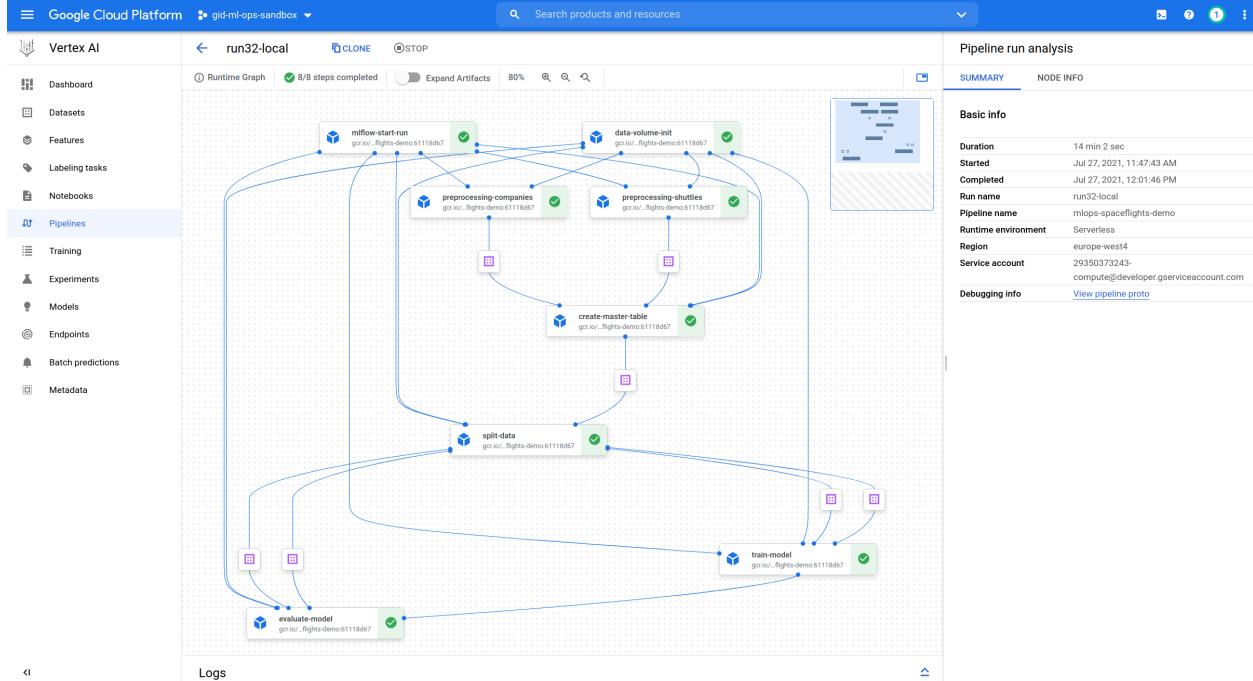 Google Cloud Platform
gid-ml-ops-sandbox
Search products and resources
1
Vertex AI
Dashboard
Datasets
Features
Labeling tasks
Notebooks
Pipelines
Training
Experiments
Models
Endpoints
Batch predictions
Metadata
run32-local
CLONE
STOP
Runtime Graph
8/8 steps completed
Expand Artifacts
80%
mlflow-start-run
gcr.io/...flights-demo:61118d67
data-volume-init
gcr.io/...flights-demo:61118d67
preprocessing-companies
gcr.io/...flights-demo:61118d67
preprocessing-shuttles
gcr.io/...flights-demo:61118d67
create-master-table
gcr.io/...flights-demo:61118d67
split-data
gcr.io/...flights-demo:61118d67
train-model
gcr.io/...flights-demo:61118d67
evaluate-model
gcr.io/...flights-demo:61118d67
Logs
Pipeline run analysis
SUMMARY
NODE INFO
Basic info
Duration 14 min 2 sec
Started Jul 27, 2021, 11:47:43 AM
Completed Jul 27, 2021, 12:01:46 PM
Run name run32-local
Pipeline name mlops-spaceflights-demo
Runtime environment Serverless
Region europe-west4
Service account 29350373243-
compute@developer.gserviceaccount.com
Debugging info View pipeline proto